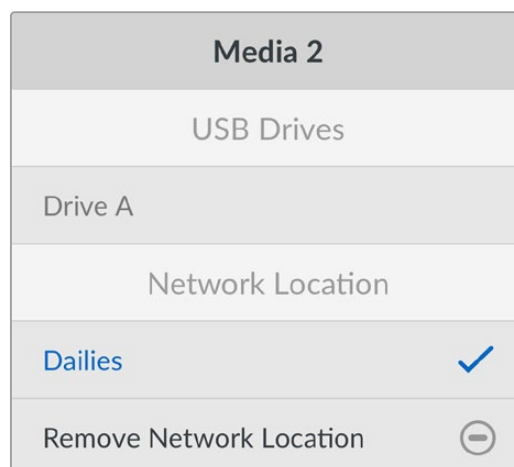 Media 2
USB Drives
Drive A
Network Location
Dailies
Remove Network Location